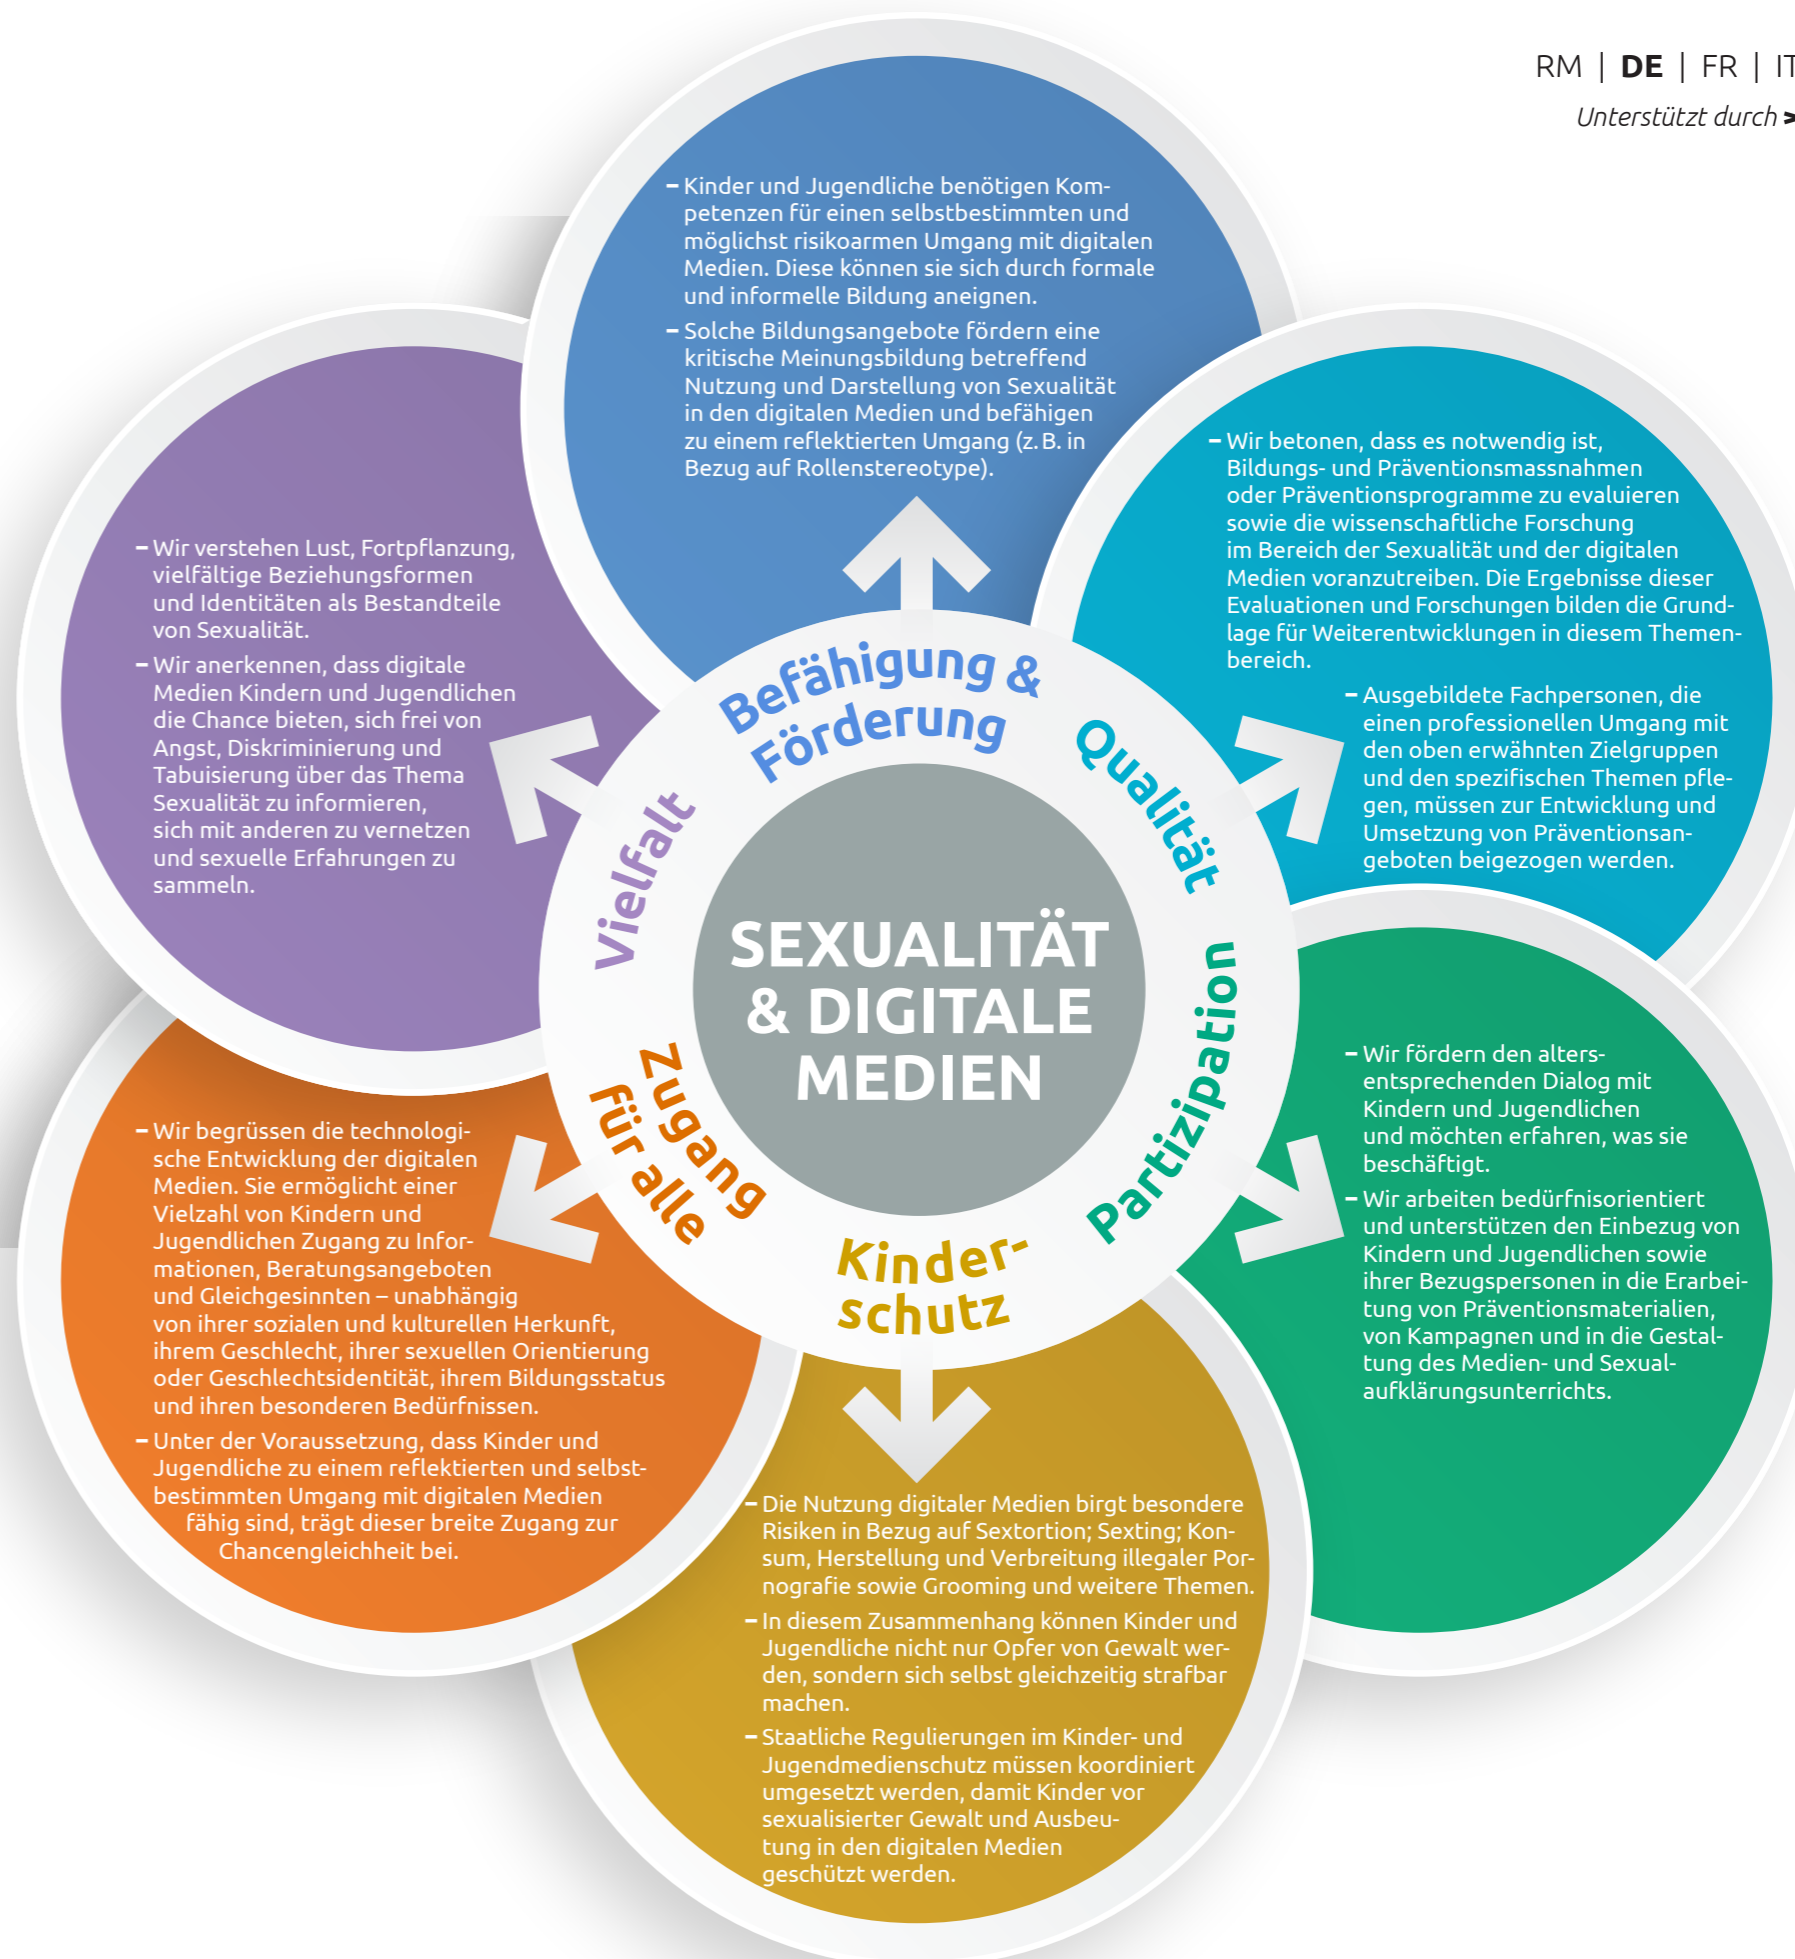 RM | DE | FR | IT
Unterstützt durch >
– Kinder und Jugendliche benötigen Kom-
petenzen für einen selbstbestimmten und
möglichst risikoarmen Umgang mit digitalen
Medien. Diese können sie sich durch formale
und informelle Bildung aneignen.
– Solche Bildungsangebote fördern eine
kritische Meinungsbildung betreffend
Nutzung und Darstellung von Sexualität
in den digitalen Medien und befähigen
zu einem reflektierten Umgang (z. B. in
Bezug auf Rollenstereotype).
– Wir betonen, dass es notwendig ist,
Bildungs- und Präventionsmassnahmen
oder Präventionsprogramme zu evaluieren
sowie die wissenschaftliche Forschung
im Bereich der Sexualität und der digitalen
Medien voranzutreiben. Die Ergebnisse dieser
Evaluationen und Forschungen bilden die Grund-
lage für Weiterentwicklungen in diesem Themen-
bereich.
– Ausgebildete Fachpersonen, die
einen professionellen Umgang mit
den oben erwähnten Zielgruppen
und den spezifischen Themen pfle-
gen, müssen zur Entwicklung und
Umsetzung von Präventionsan-
geboten beigezogen werden.
– Wir verstehen Lust, Fortpflanzung,
vielfältige Beziehungsformen
und Identitäten als Bestandteile
von Sexualität.
– Wir anerkennen, dass digitale
Medien Kindern und Jugendlichen
die Chance bieten, sich frei von
Angst, Diskriminierung und
Tabuisierung über das Thema
Sexualität zu informieren,
sich mit anderen zu vernetzen
und sexuelle Erfahrungen zu
sammeln.
Befähigung &
Förderung
Qualität
Vielfalt
SEXUALITÄT
& DIGITALE
MEDIEN
Partizipation
Zugang
für alle
Kinder-
schutz
– Wir fördern den alters-
entsprechenden Dialog mit
Kindern und Jugendlichen
und möchten erfahren, was sie
beschäftigt.
– Wir arbeiten bedürfnisorientiert
und unterstützen den Einbezug von
Kindern und Jugendlichen sowie
ihrer Bezugspersonen in die Erarbei-
tung von Präventionsmaterialien,
von Kampagnen und in die Gestal-
tung des Medien- und Sexual-
aufklärungsunterrichts.
– Wir begrüssen die technologi-
sche Entwicklung der digitalen
Medien. Sie ermöglicht einer
Vielzahl von Kindern und
Jugendlichen Zugang zu Infor-
mationen, Beratungsangeboten
und Gleichgesinnten – unabhängig
von ihrer sozialen und kulturellen Herkunft,
ihrem Geschlecht, ihrer sexuellen Orientierung
oder Geschlechtsidentität, ihrem Bildungsstatus
und ihren besonderen Bedürfnissen.
– Unter der Voraussetzung, dass Kinder und
Jugendliche zu einem reflektierten und selbst-
bestimmten Umgang mit digitalen Medien
fähig sind, trägt dieser breite Zugang zur
Chancengleichheit bei.
– Die Nutzung digitaler Medien birgt besondere
Risiken in Bezug auf Sextortion; Sexting; Kon-
sum, Herstellung und Verbreitung illegaler Por-
nografie sowie Grooming und weitere Themen.
– In diesem Zusammenhang können Kinder und
Jugendliche nicht nur Opfer von Gewalt wer-
den, sondern sich selbst gleichzeitig strafbar
machen.
– Staatliche Regulierungen im Kinder- und
Jugendmedienschutz müssen koordiniert
umgesetzt werden, damit Kinder vor
sexualisierter Gewalt und Ausbeu-
tung in den digitalen Medien
geschützt werden.